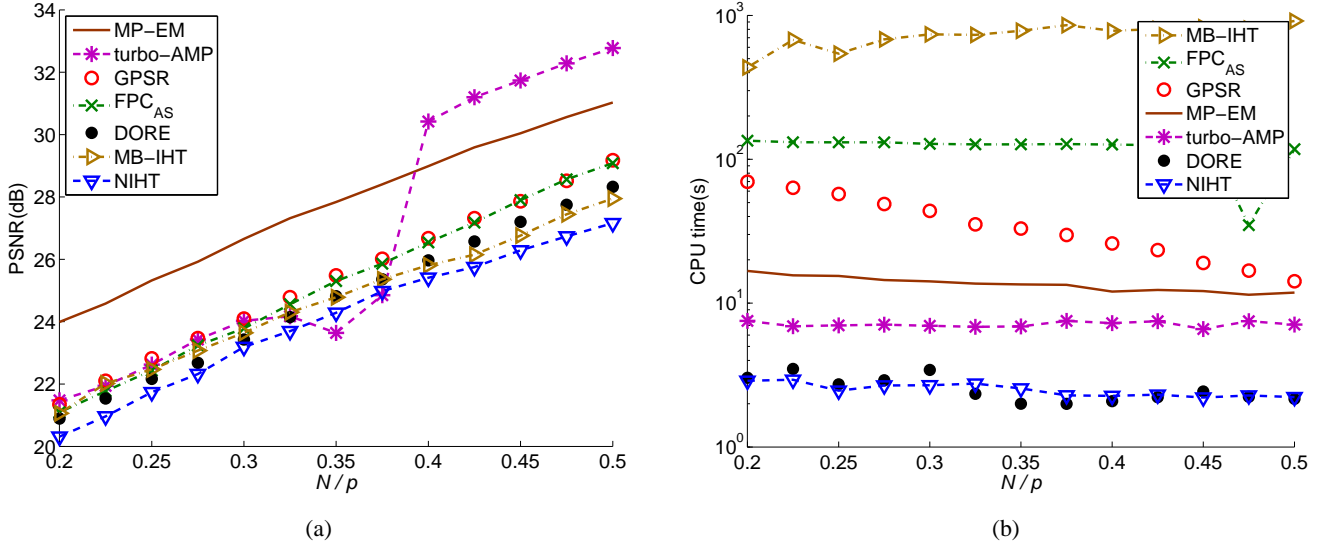 34
32
30
28
26
24
22
20
PSNR(dB)
MP-EM
turbo-AMP
GPSR
FPC_AS
DORE
MB-IHT
NIHT
0.2 0.25 0.3 0.35 0.4 0.45 0.5
N / p
(a)
10^3
10^2
10^1
10^0
CPU time(s)
MB-IHT
FPC_AS
GPSR
MP-EM
turbo-AMP
DORE
NIHT
0.2 0.25 0.3 0.35 0.4 0.45 0.5
N / p
(b)